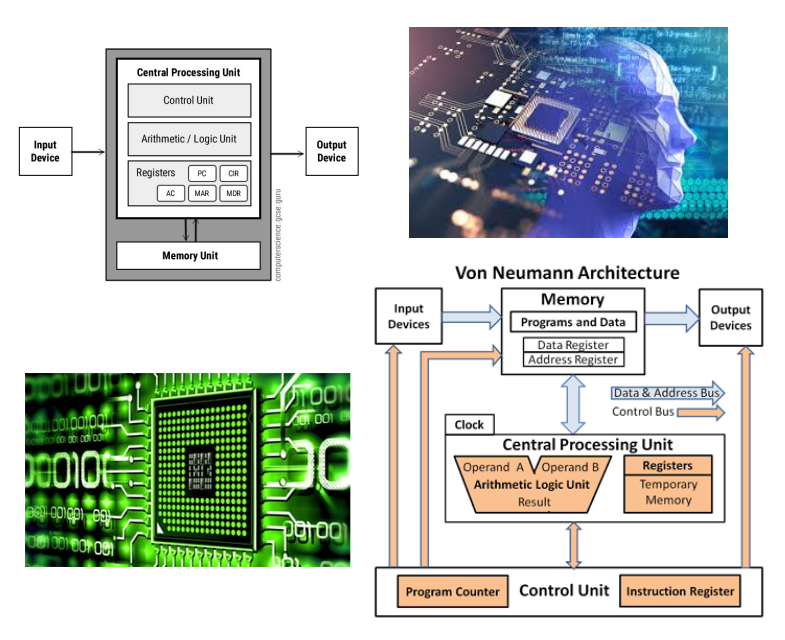 Central Processing Unit
Control Unit
Arithmetic / Logic Unit
Registers
PC
CIR
AC
MAR
MDR
Input
Device
Output
Device
Memory Unit
computerscience.gcse.guru
Von Neumann Architecture
Input
Devices
Memory
Programs and Data
Data Register
Address Register
Output
Devices
Data & Address Bus
Control Bus
Clock
Central Processing Unit
Operand A
Operand B
Arithmetic Logic Unit
Result
Registers
Temporary
Memory
Program Counter
Control Unit
Instruction Register